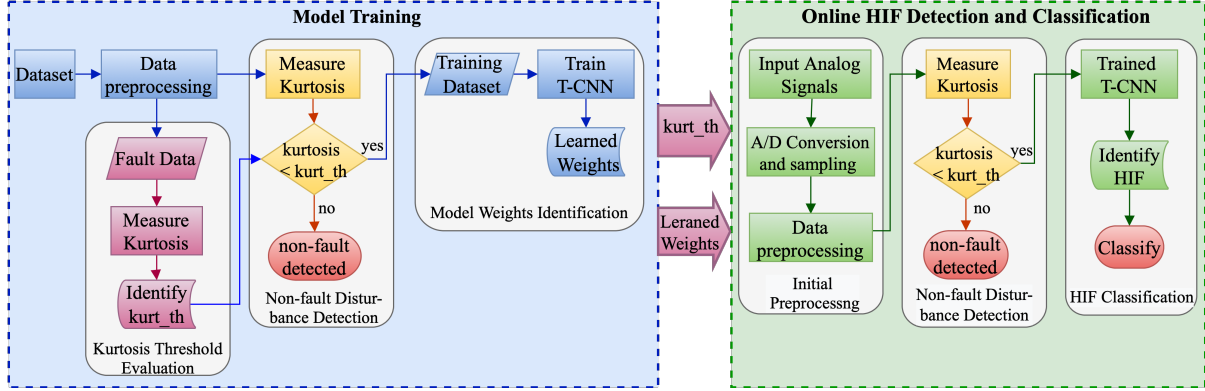 Model Training
Dataset
Data
preprocessing
Fault Data
Measure
Kurtosis
Identify
kurt_th
Kurtosis Threshold
Evaluation
Measure
Kurtosis
kurtosis
< kurt_th
yes
no
non-fault
detected
Non-fault Distur-
bance Detection
Training
Dataset
Train
T-CNN
Learned
Weights
Model Weights Identification
kurt_th
Leraned
Weights
Online HIF Detection and Classification
Input Analog
Signals
A/D Conversion
and sampling
Data
preprocessing
Initial
Preprocessng
Measure
Kurtosis
kurtosis
< kurt_th
yes
no
non-fault
detected
Non-fault Distur-
bance Detection
Trained
T-CNN
Identify
HIF
Classify
HIF Classification